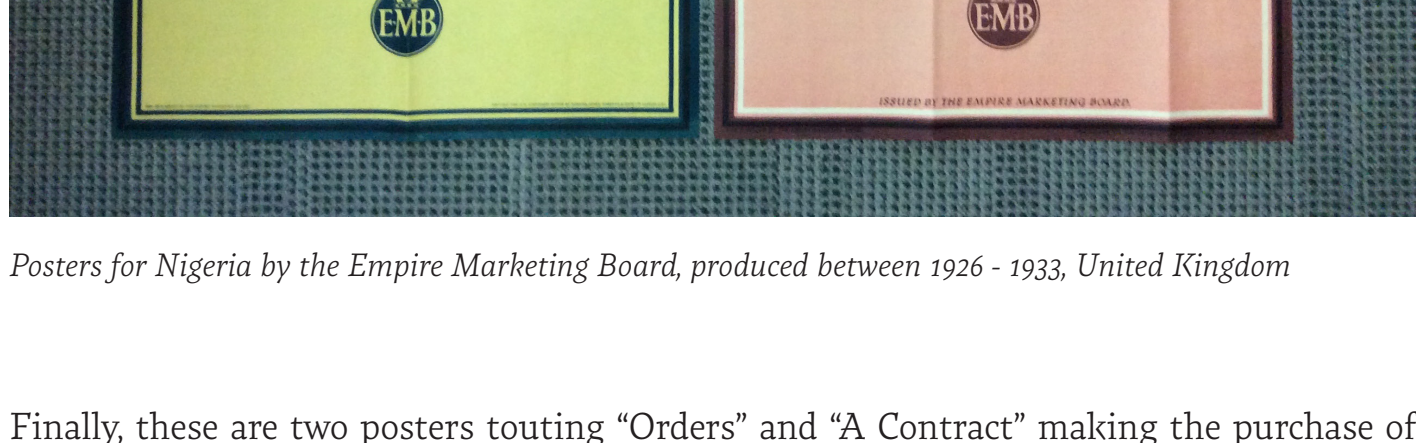 EMB
EMB
ISSUED BY THE EMPIRE MARKETING BOARD.
Posters for Nigeria by the Empire Marketing Board, produced between 1926 - 1933, United Kingdom
Finally, these are two posters touting “Orders” and “A Contract” making the purchase of